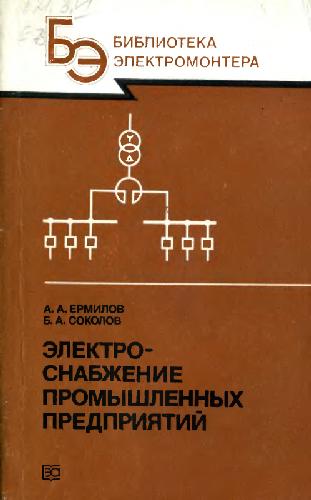 БЭ
БИБЛИОТЕКА
ЭЛЕКТРОМОНТЕРА
А. А. ЕРМИЛОВ
Б. А. СОКОЛОВ
ЭЛЕКТРО-
СНАБЖЕНИЕ
ПРОМЫШЛЕННЫХ
ПРЕДПРИЯТИЙ